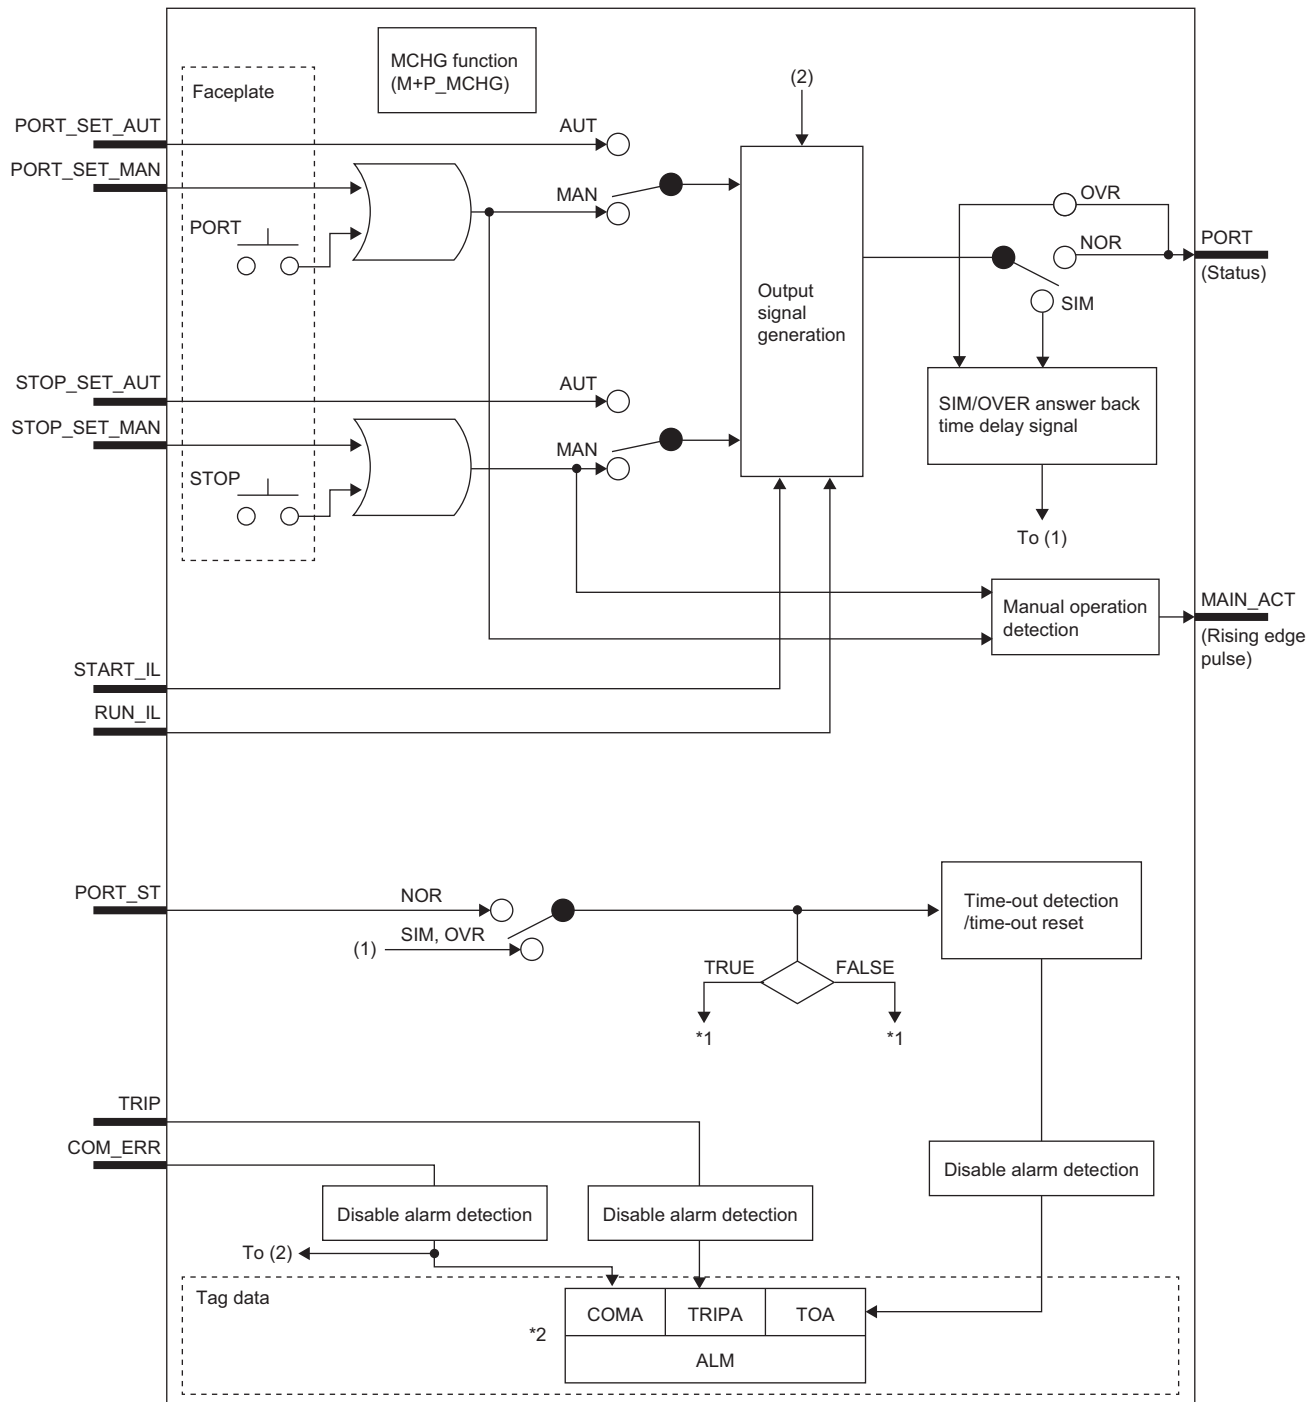 MCHG function
(M+P_MCHG)
Faceplate
(2)
PORT_SET_AUT
AUT
PORT_SET_MAN
MAN
PORT
OVR
NOR
PORT
(Status)
SIM
Output
signal
generation
STOP_SET_AUT
AUT
STOP_SET_MAN
MAN
STOP
SIM/OVER answer back
time delay signal
To (1)
Manual operation
detection
MAIN_ACT
(Rising edge
pulse)
START_IL
RUN_IL
PORT_ST
NOR
(1)
SIM, OVR
Time-out detection
/time-out reset
TRUE
FALSE
*1
*1
TRIP
COM_ERR
Disable alarm detection
Disable alarm detection
Disable alarm detection
To (2)
Tag data
COMA
TRIPA
TOA
*2
ALM